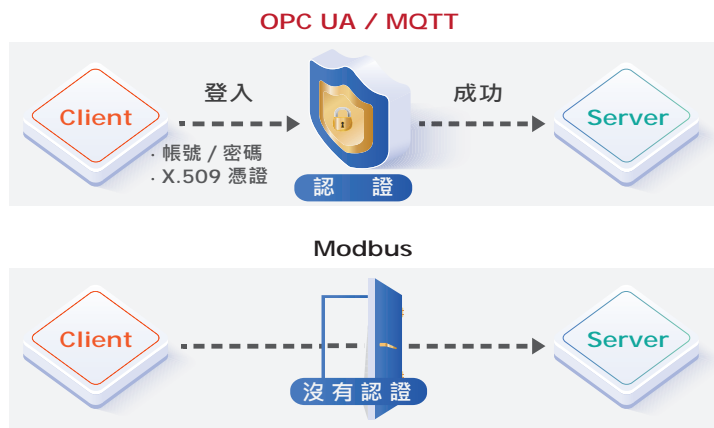 OPC UA / MQTT
Client
登入
· 帳號 / 密碼
· X.509 憑證
認 證
成功
Server
Modbus
Client
沒有認證
Server